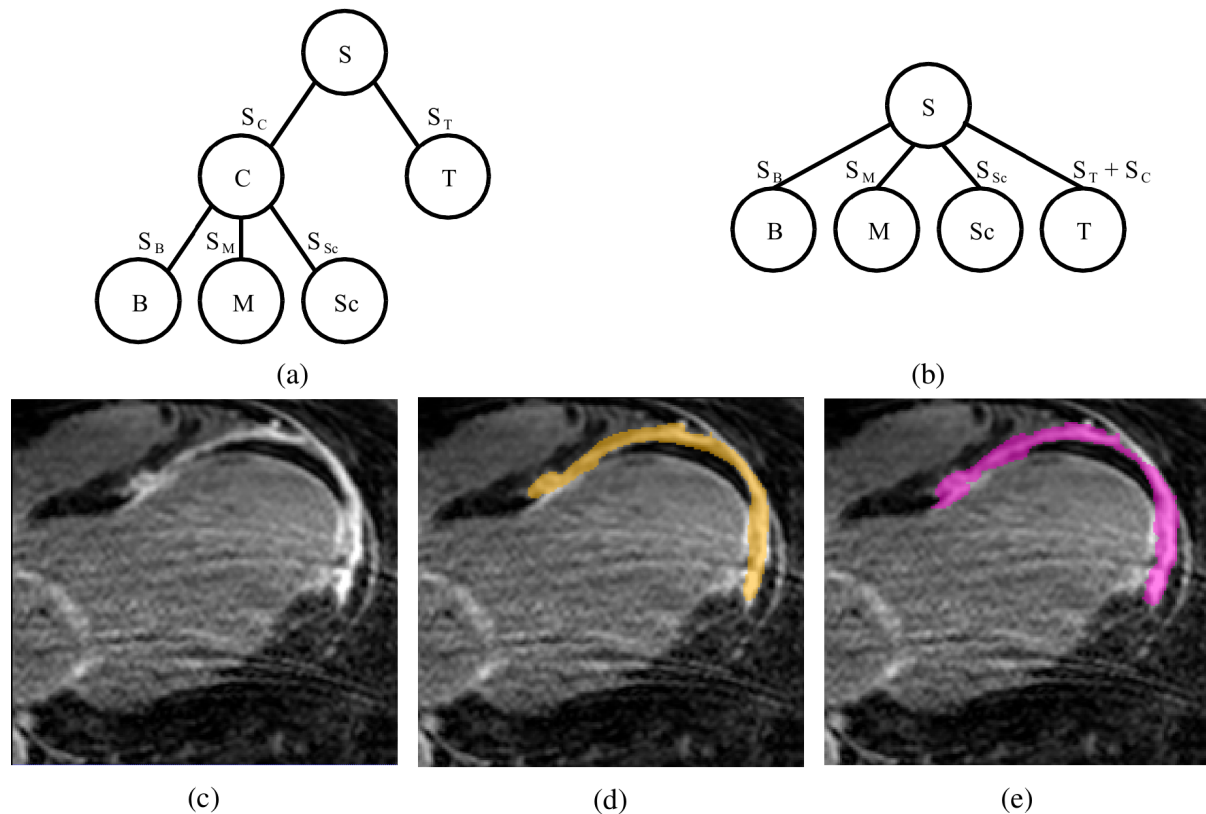 S
S
S_C
S_T
S_B
S_M
S_Sc
S_T + S_C
C
T
B
M
Sc
T
S_B
S_M
S_Sc
B
M
Sc
(a)
(b)
(c)
(d)
(e)